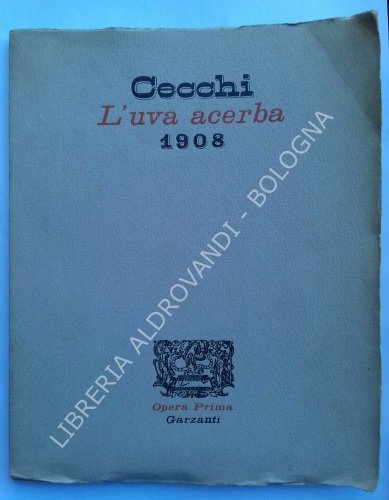 Cecchi
L'uva acerba
1908
LIBRERIA ALDROVANDI - BOLOGNA
Opera Prima
Garzanti